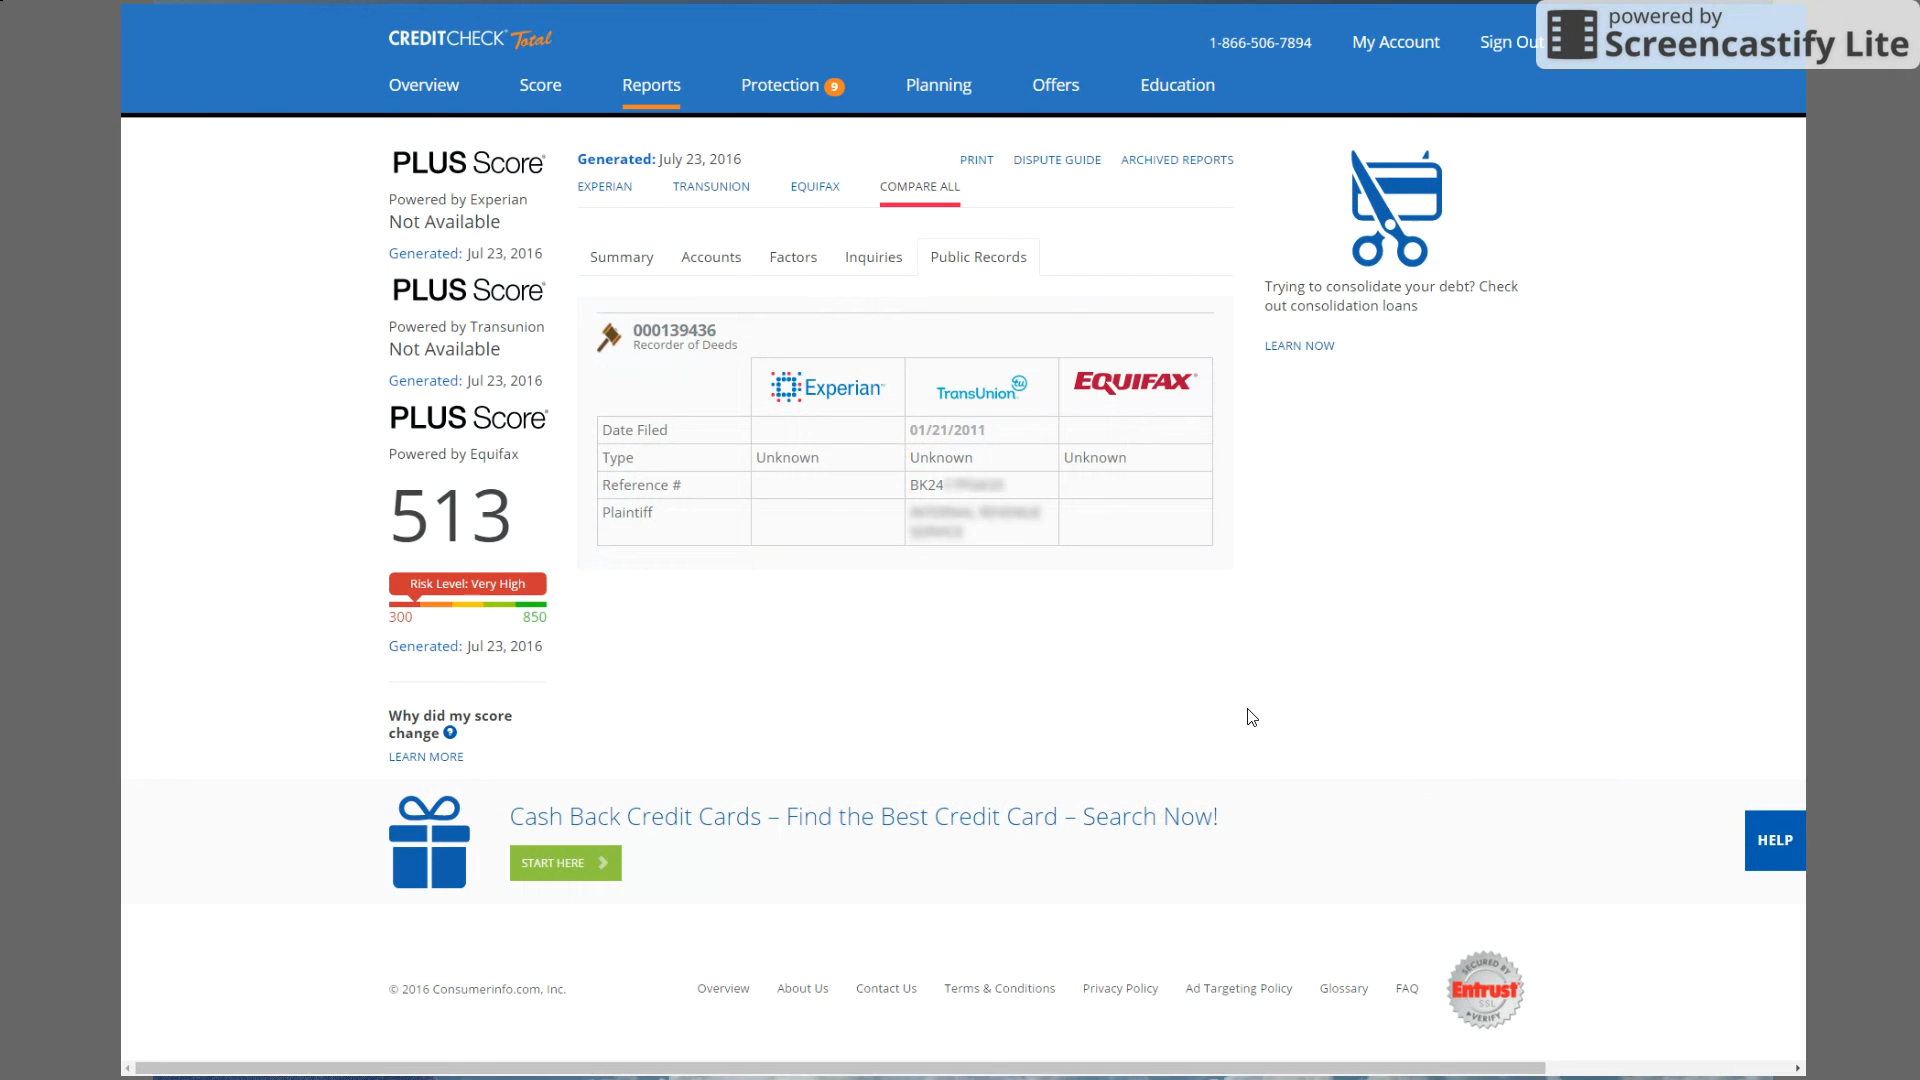 powered by
Screencastify Lite
CREDITCHECK® Total
1-866-506-7894
My Account
Sign Out
Overview
Score
Reports
Protection 9
Planning
Offers
Education
PLUS Score®
Powered by Experian
Not Available
Generated: Jul 23, 2016
PLUS Score®
Powered by Transunion
Not Available
Generated: Jul 23, 2016
PLUS Score®
Powered by Equifax
513
Risk Level: Very High
300 850
Generated: Jul 23, 2016
Why did my score
change ?
LEARN MORE
Generated: July 23, 2016
PRINT
DISPUTE GUIDE
ARCHIVED REPORTS
EXPERIAN
TRANSUNION
EQUIFAX
COMPARE ALL
Summary
Accounts
Factors
Inquiries
Public Records
000139436
Recorder of Deeds
Experian
TransUnion tu
EQUIFAX
Date Filed 01/21/2011
Type Unknown Unknown Unknown
Reference # BK24
Plaintiff
Trying to consolidate your debt? Check
out consolidation loans
LEARN NOW
Cash Back Credit Cards – Find the Best Credit Card – Search Now!
START HERE
HELP
© 2016 Consumerinfo.com, Inc.
Overview
About Us
Contact Us
Terms & Conditions
Privacy Policy
Ad Targeting Policy
Glossary
FAQ
SECURED BY
Entrust
SSL
VERIFY